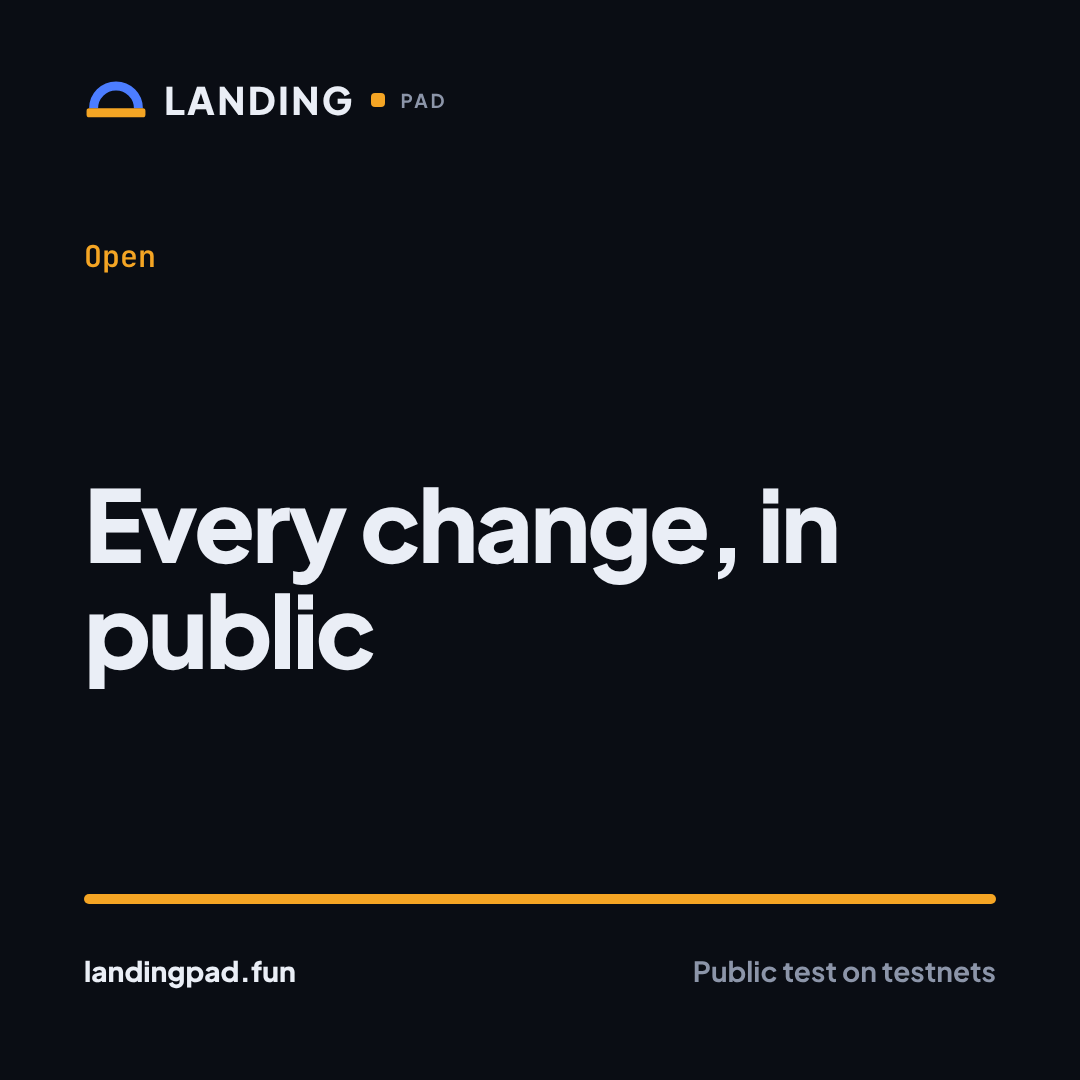 LANDING PAD
Open
Every change, in
public
landingpad.fun
Public test on testnets